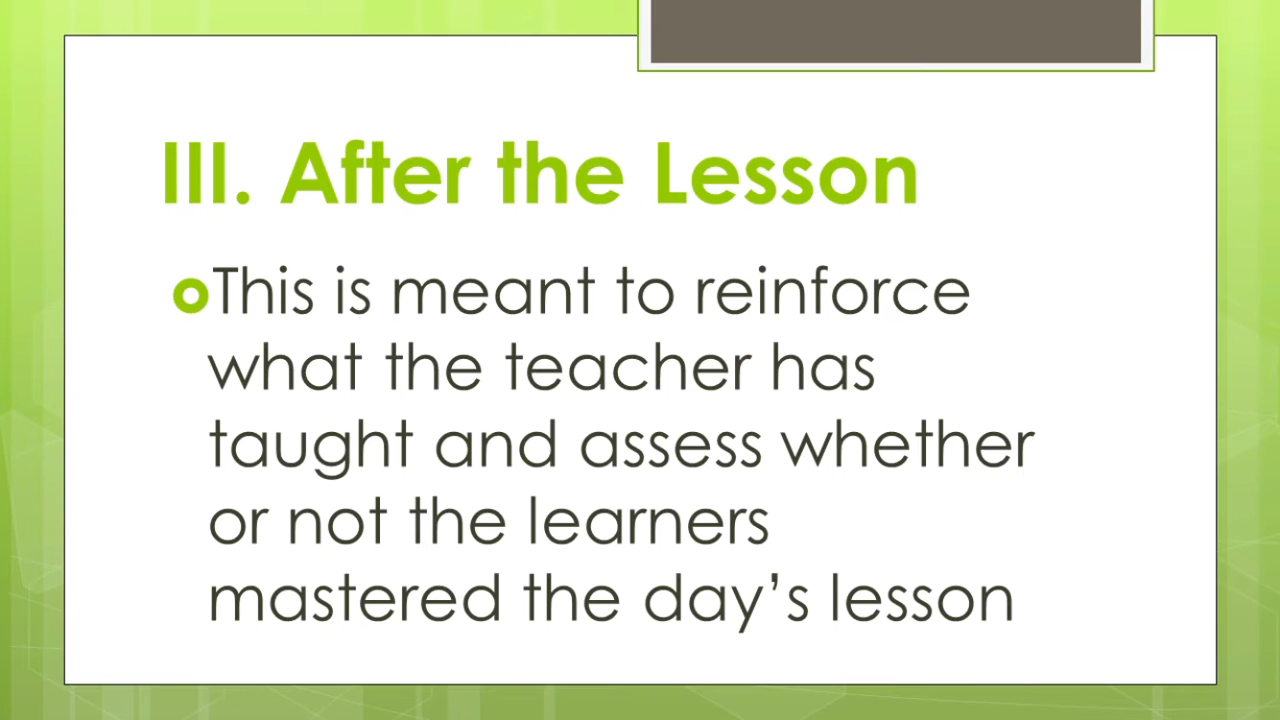 III. After the Lesson
This is meant to reinforce
what the teacher has
taught and assess whether
or not the learners
mastered the day’s lesson